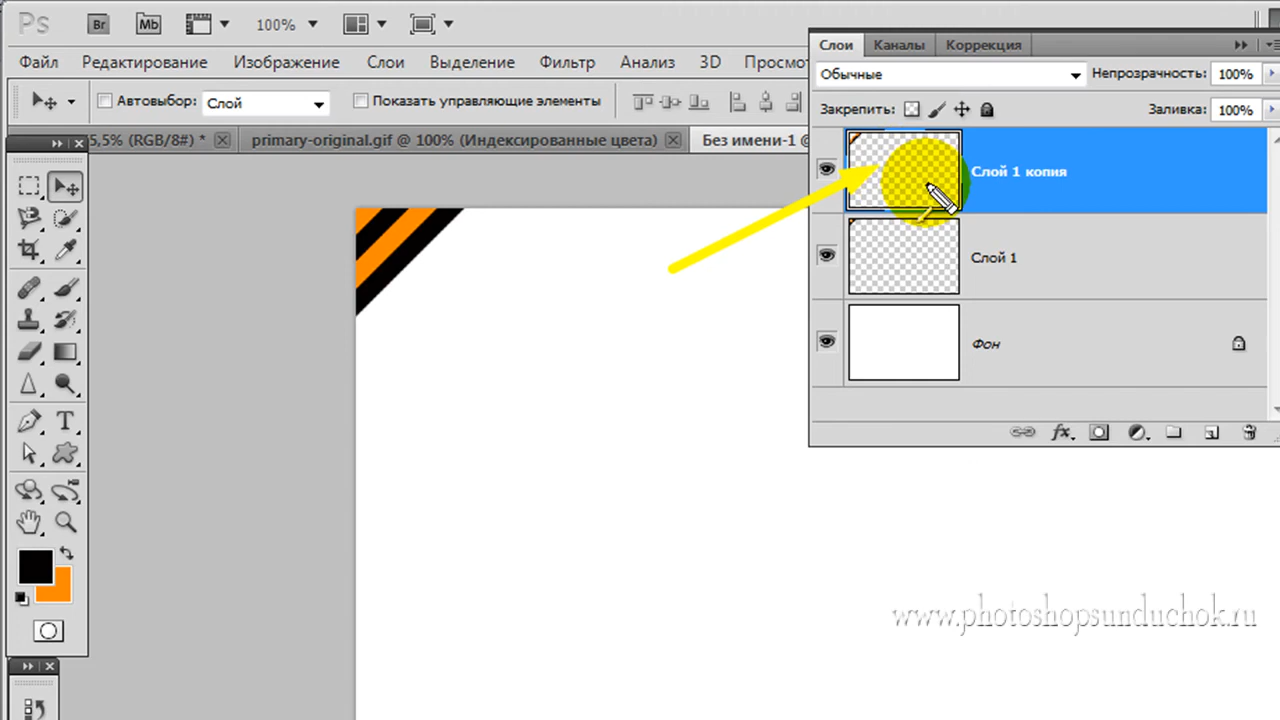 Ps Br Mb 100%
Файл Редактирование Изображение Слои Выделение Фильтр Анализ 3D Просмо
Автовыбор: Слой Показать управляющие элементы
5,5% (RGB/8#) * primary-original.gif @ 100% (Индексированные цвета) Без имени-1 @
Слои Каналы Коррекция
Обычные Непрозрачность: 100%
Закрепить: Заливка: 100%
Слой 1 копия
Слой 1
Фон
fx
T
www.photoshopsunduchok.ru